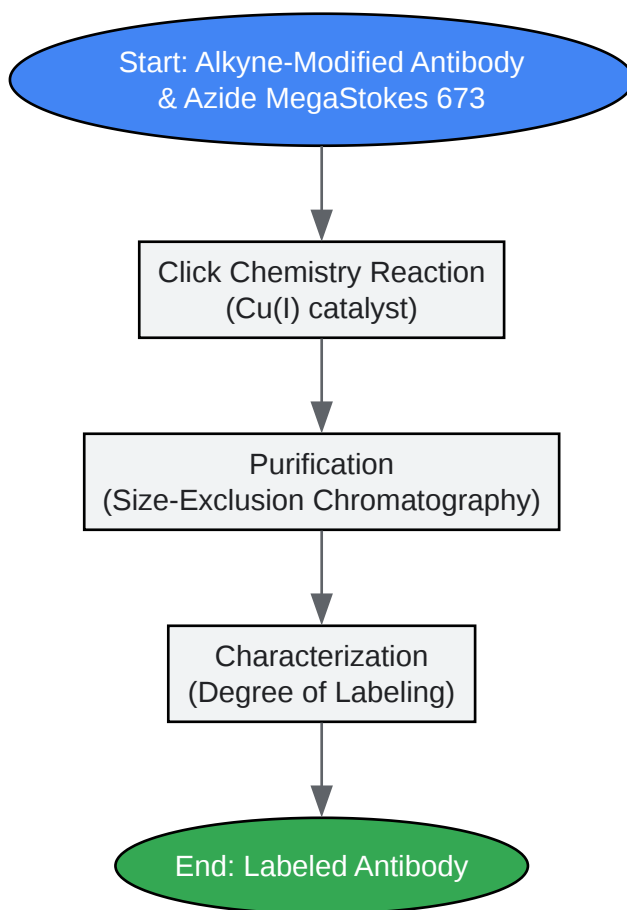 Start: Alkyne-Modified Antibody
& Azide MegaStokes 673
Click Chemistry Reaction
(Cu(I) catalyst)
Purification
(Size-Exclusion Chromatography)
Characterization
(Degree of Labeling)
End: Labeled Antibody